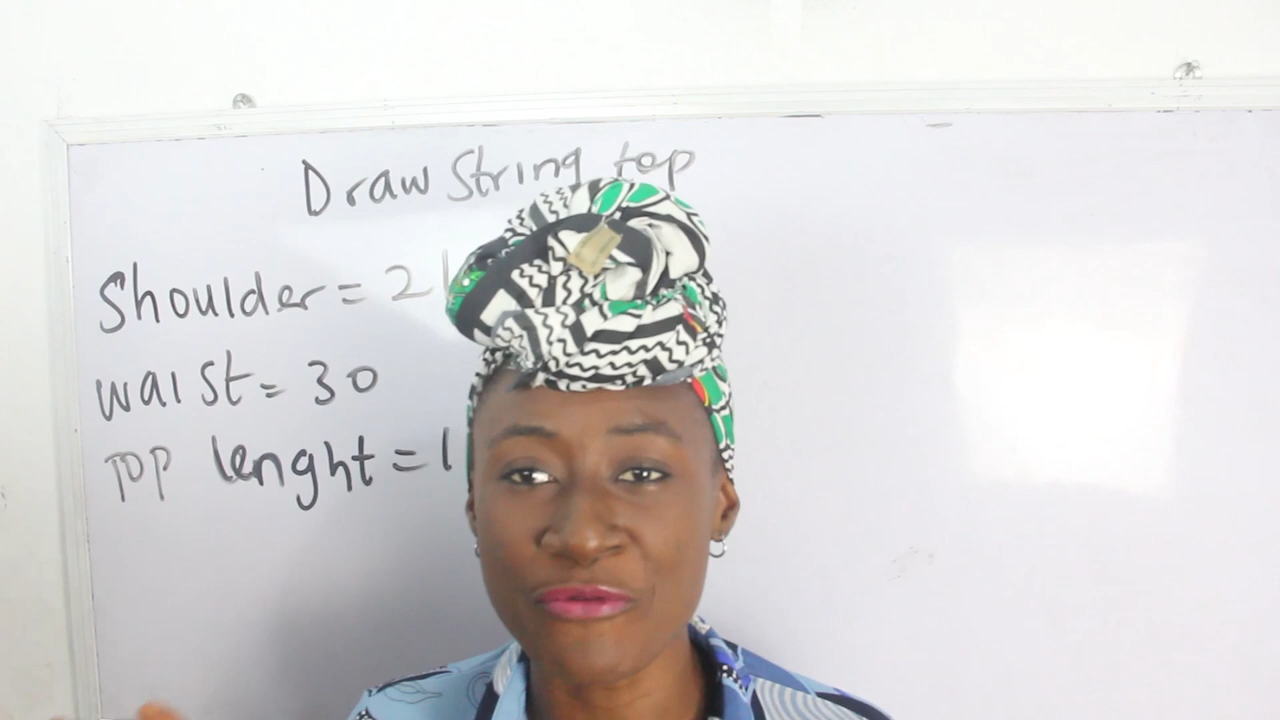 Draw String top
Shoulder = 2
waist = 30
Top lenght = 1